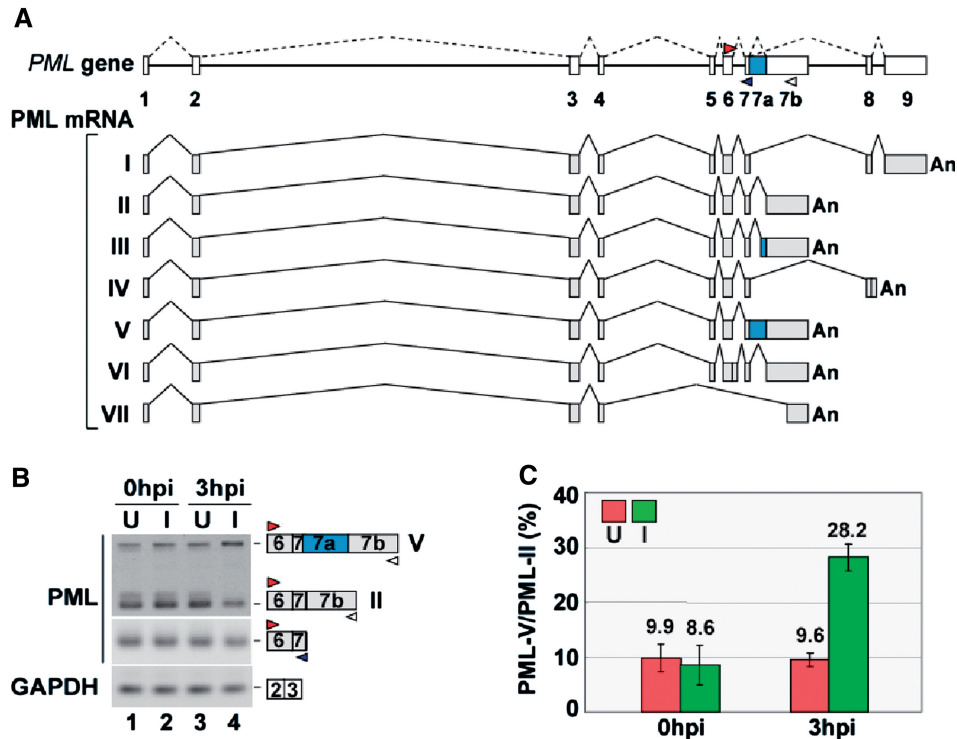 A
PML gene
1 2 3 4 5 6 7 7a 7b 8 9
PML mRNA
I An
II An
III An
IV An
V An
VI An
VII An
B
0hpi 3hpi
U I U I
6 7 7a 7b V
PML
6 7 7b II
6 7
GAPDH 2 3
1 2 3 4
C
PML-V/PML-II (%)
40
30
20
10
0
U I
9.9 8.6 9.6 28.2
0hpi 3hpi